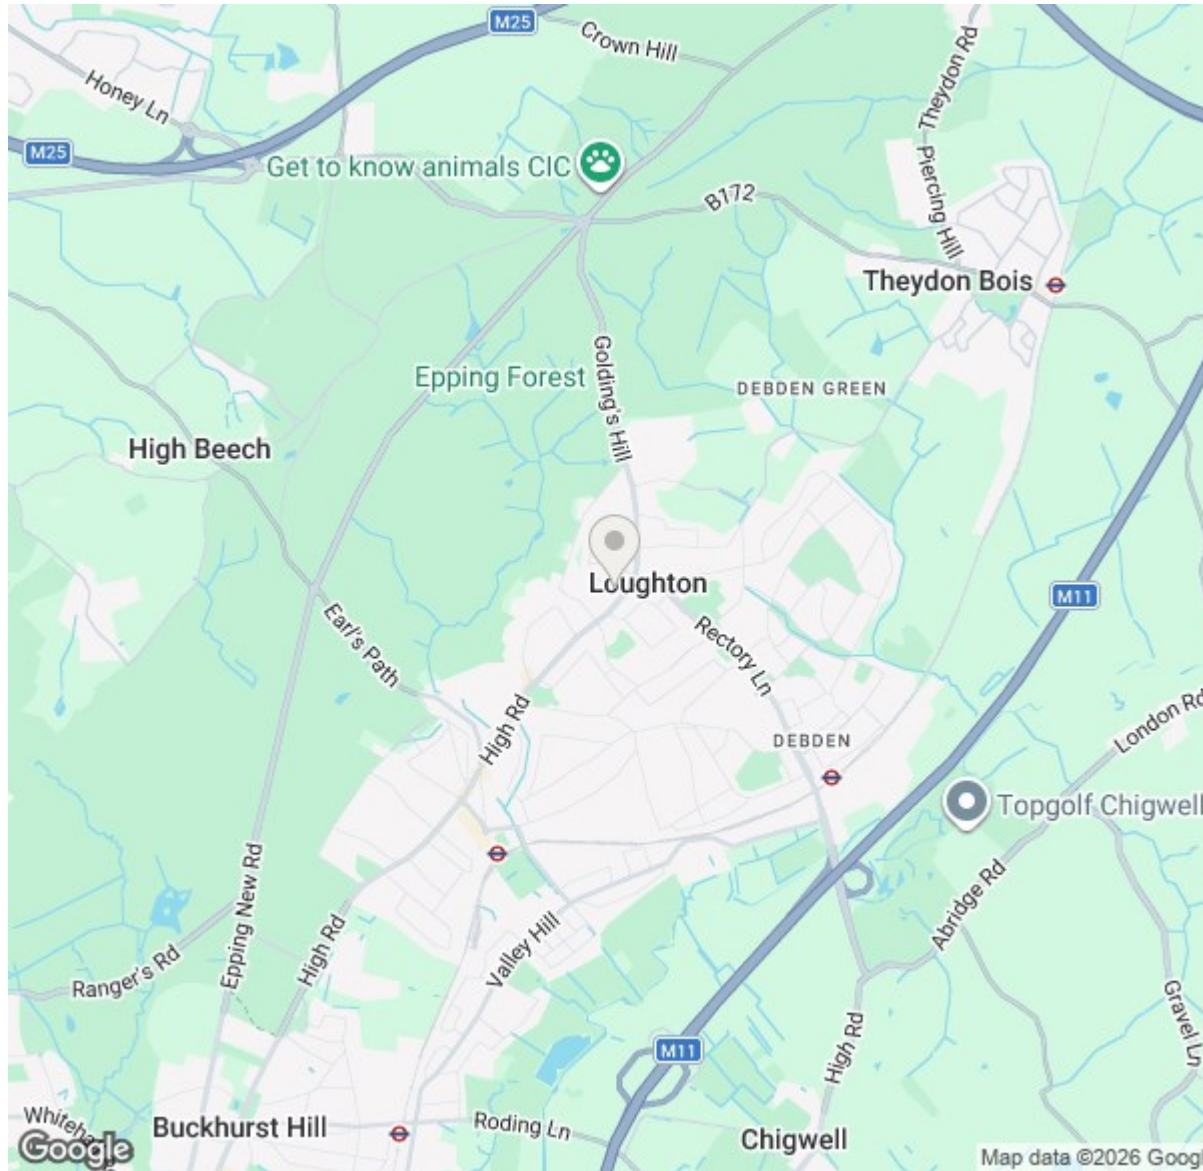 M25
Crown Hill
Theydon Rd
Honey Ln
M25
Get to know animals CIC
B172
Piercing Hill
Theydon Bois
Golding's Hill
Epping Forest
DEBDEN GREEN
High Beech
Loughton
M11
Earl's Path
Rectory Ln
High Rd
DEBDEN
London Rd
Topgolf Chigwell
Epping New Rd
Abridge Rd
High Rd
Valley Hill
Ranger's Rd
Gravel Ln
M11
High Rd
Buckhurst Hill
Roding Ln
Chigwell
Google
Map data ©2026 Goog